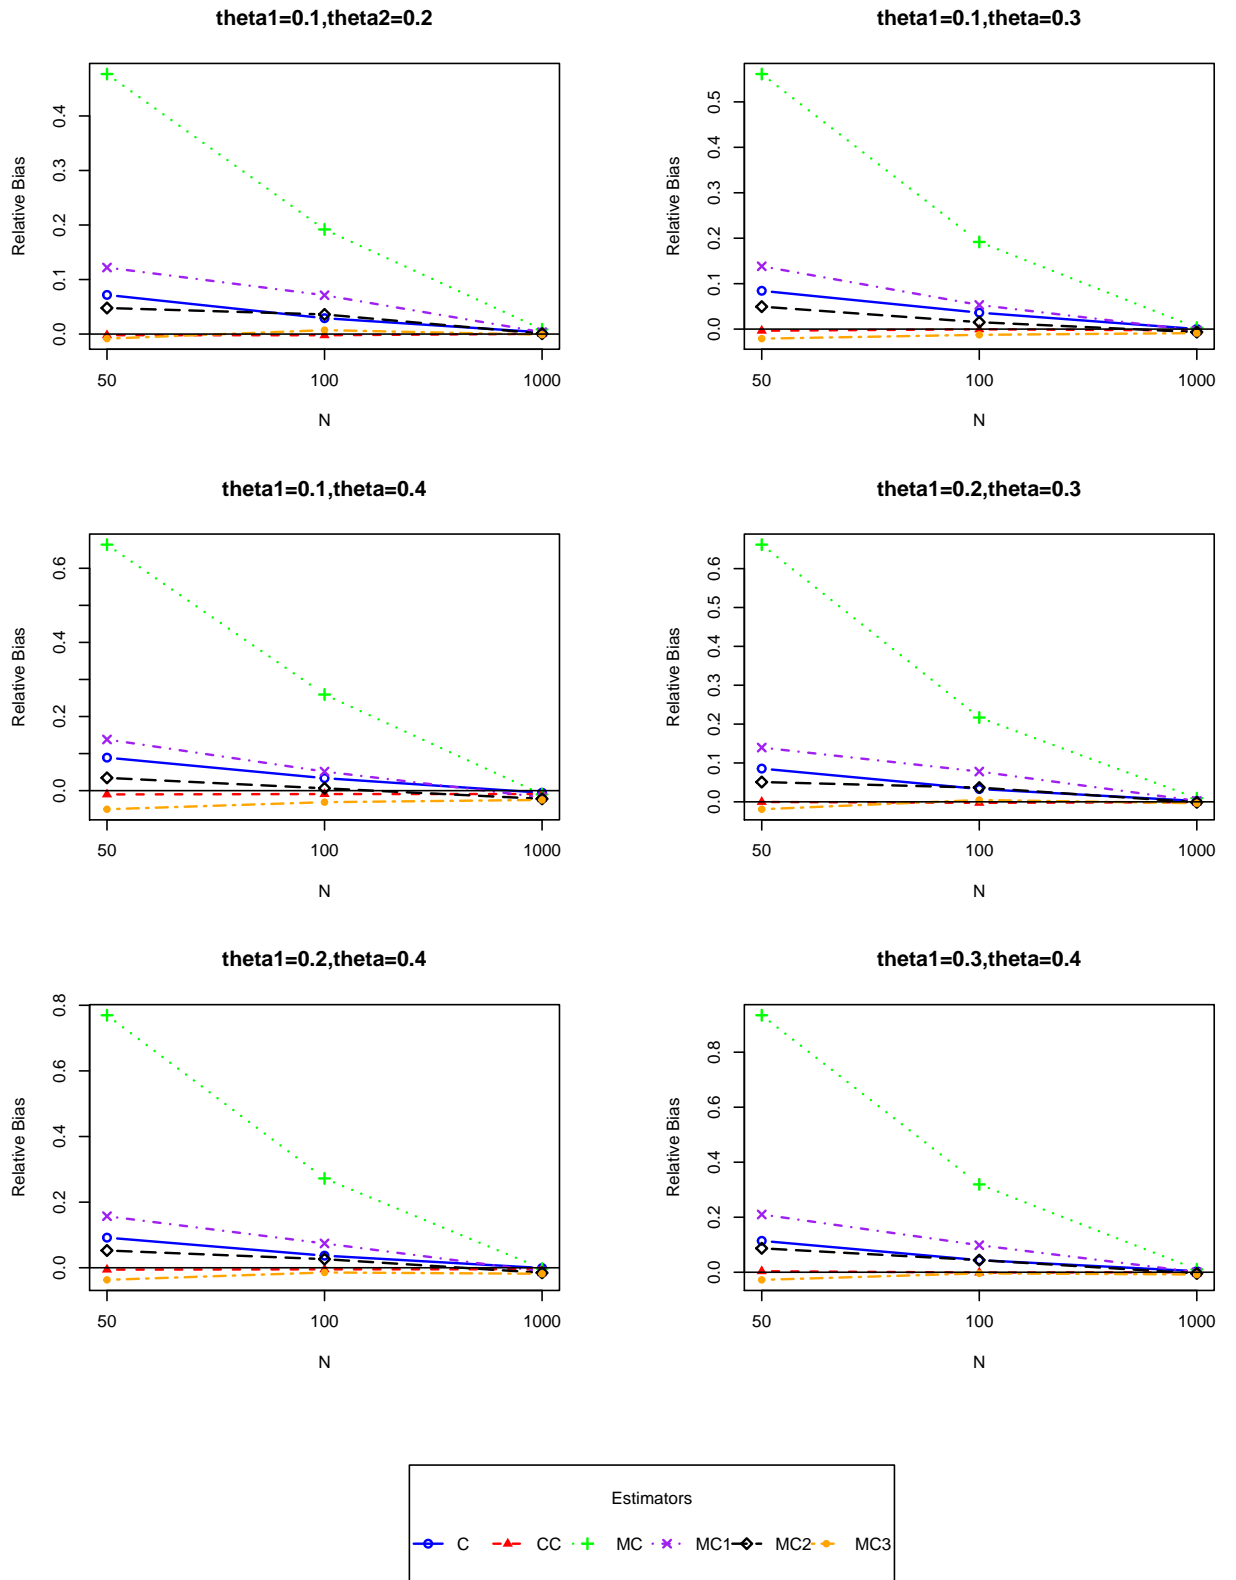 theta1=0.1,theta2=0.2
Relative Bias
0.4
0.3
0.2
0.1
0.0
50 100 1000
N
theta1=0.1,theta=0.3
Relative Bias
0.5
0.4
0.3
0.2
0.1
0.0
50 100 1000
N
theta1=0.1,theta=0.4
Relative Bias
0.6
0.4
0.2
0.0
50 100 1000
N
theta1=0.2,theta=0.3
Relative Bias
0.6
0.5
0.4
0.3
0.2
0.1
0.0
50 100 1000
N
theta1=0.2,theta=0.4
Relative Bias
0.8
0.6
0.4
0.2
0.0
50 100 1000
N
theta1=0.3,theta=0.4
Relative Bias
0.8
0.6
0.4
0.2
0.0
50 100 1000
N
Estimators
C CC MC MC1 MC2 MC3